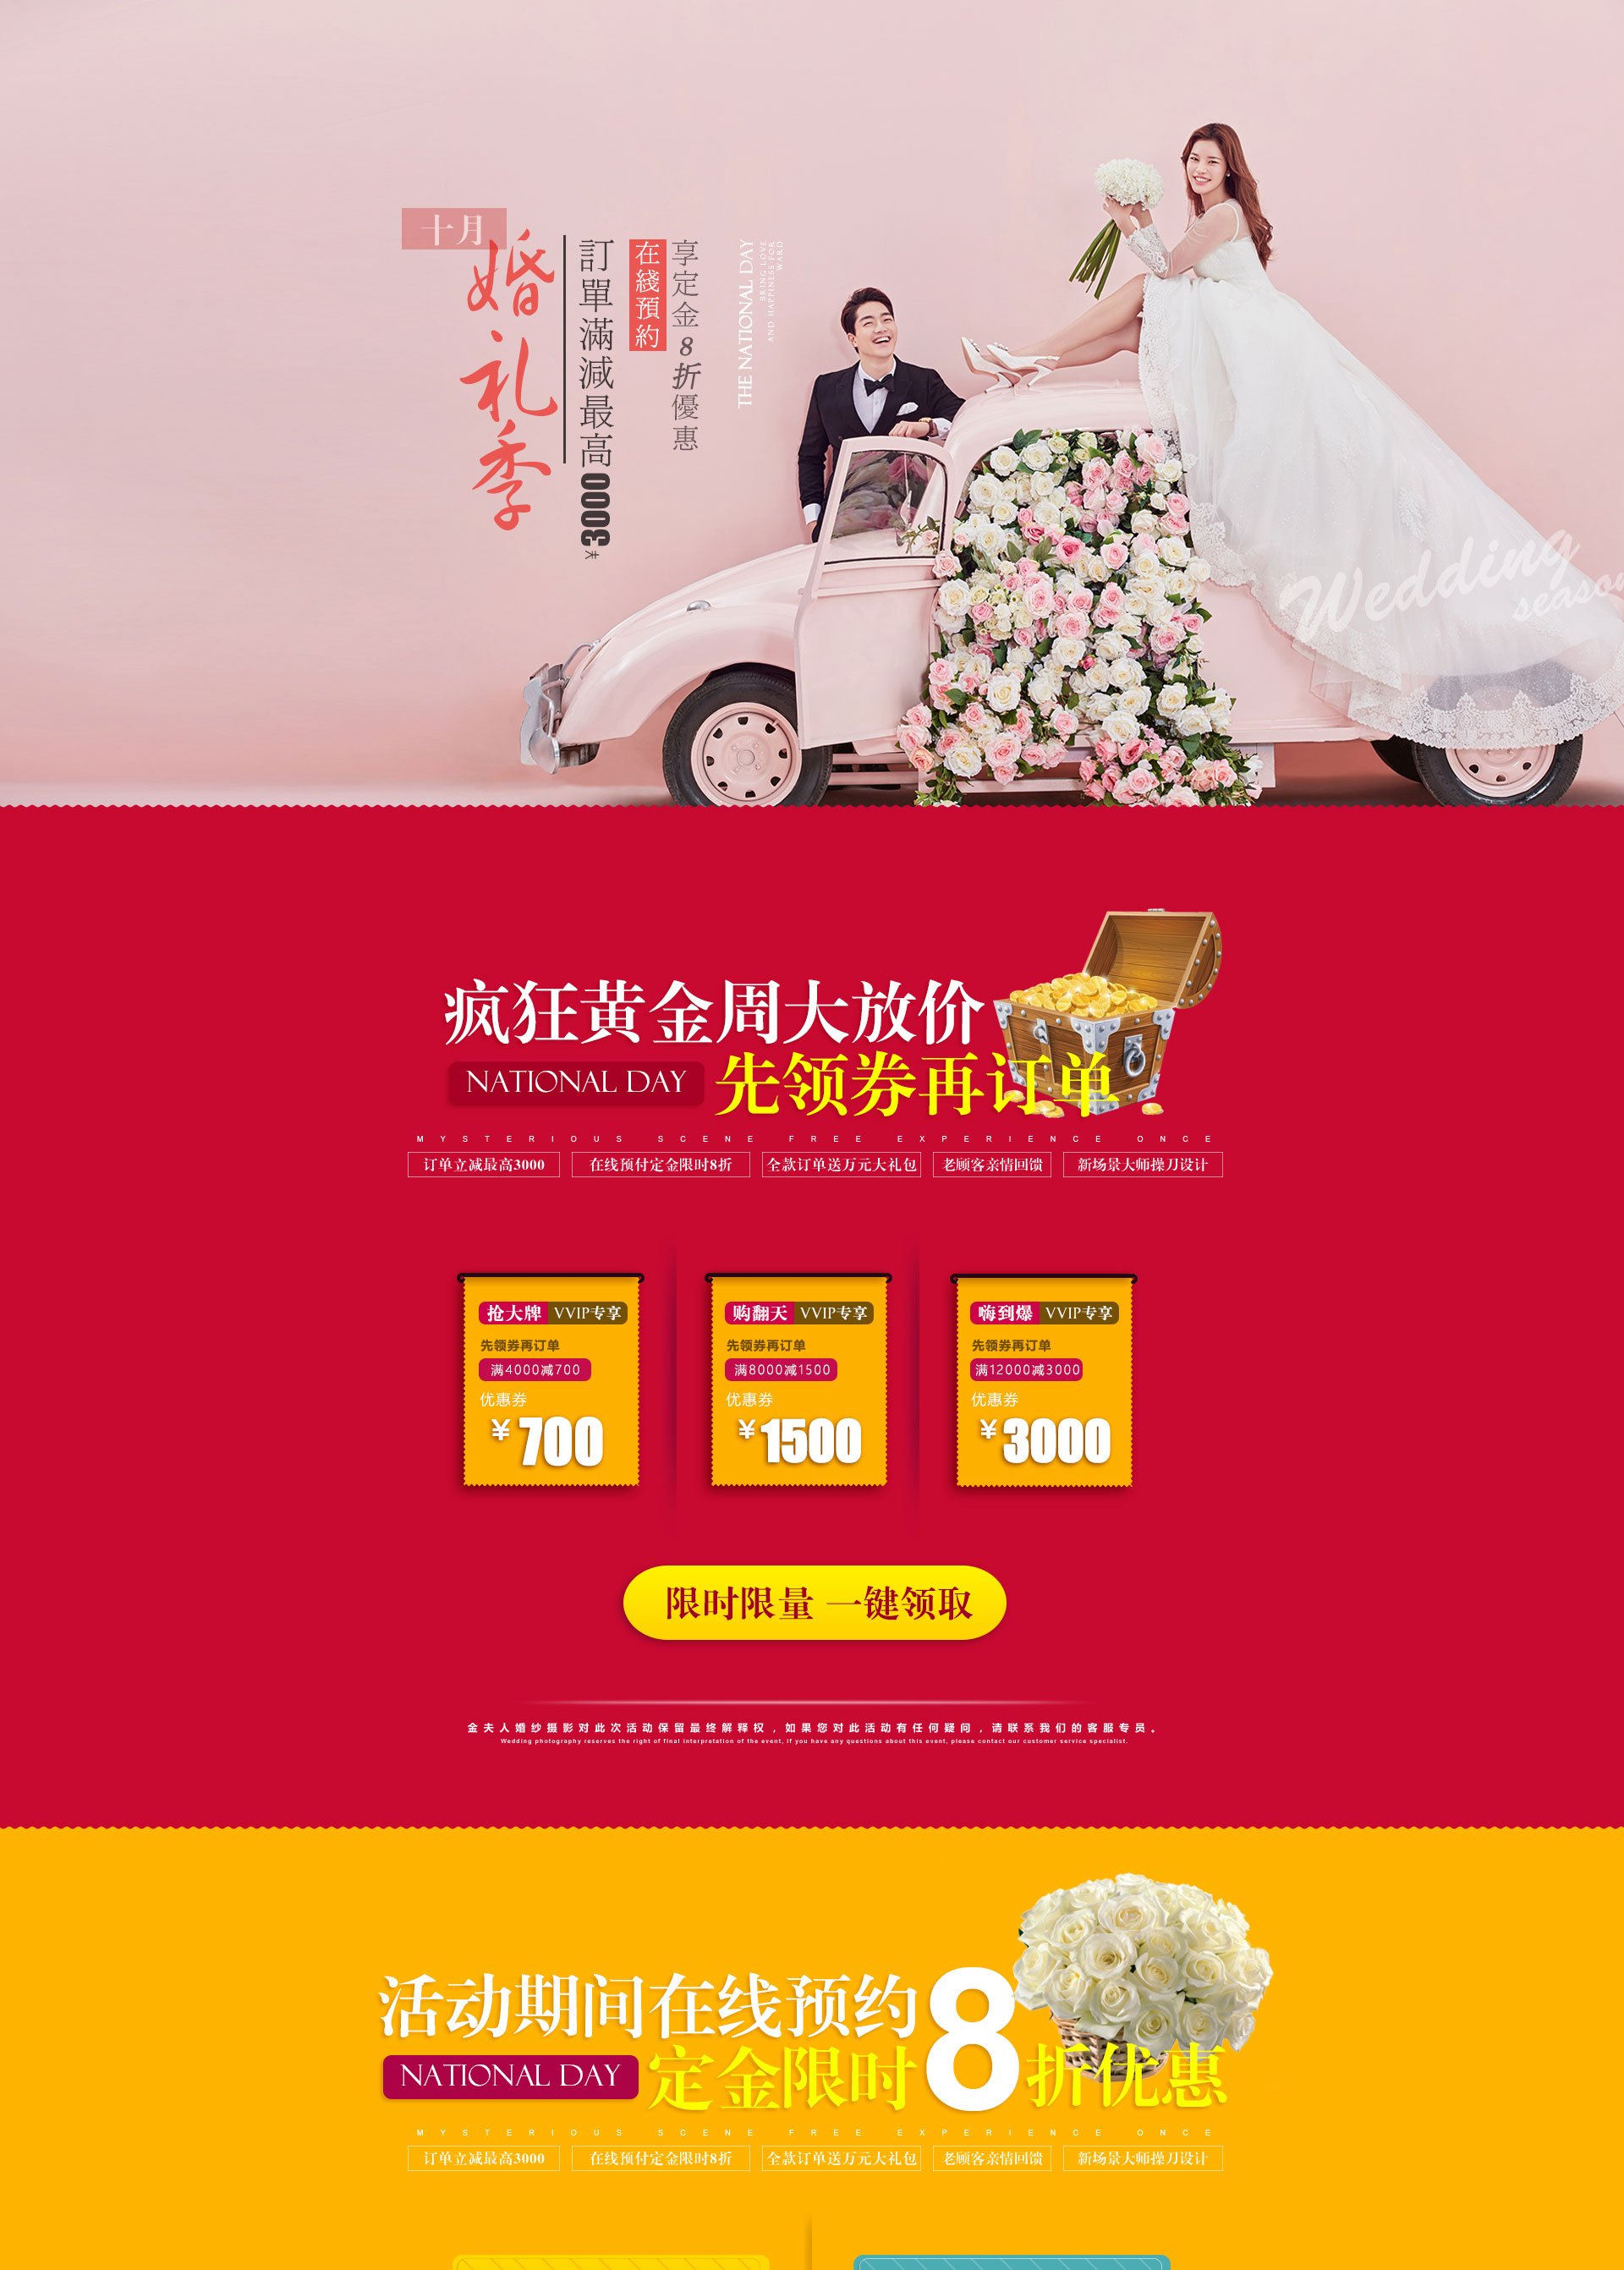 十月
婚礼季
訂單滿減最高3000
在綫預約
享定金8折優惠
THE NATIONAL DAY
BRING LOVE
AND HAPPINESS FOR
WARD
Wedding
season
疯狂黄金周大放价
NATIONAL DAY 先领券再订单
MYSTERIOUS SCENE FREE EXPERIENCE ONCE
订单立减最高3000 在线预付定金限时8折 全款订单送万元大礼包 老顾客亲情回馈 新场景大师操刀设计
抢大牌 VVIP专享
先领券再订单
满4000减700
优惠券
¥700
购翻天 VVIP专享
先领券再订单
满8000减1500
优惠券
¥1500
嗨到爆 VVIP专享
先领券再订单
满12000减3000
优惠券
¥3000
限时限量 一键领取
金夫人婚纱摄影对此次活动保留最终解释权，如果您对此活动有任何疑问，请联系我们的客服专员。
Wedding photography reserves the right of final interpretation of the event, if you have any questions about this event, please contact our customer service specialist.
活动期间在线预约8
NATIONAL DAY 定金限时折优惠
MYSTERIOUS SCENE FREE EXPERIENCE ONCE
订单立减最高3000 在线预付定金限时8折 全款订单送万元大礼包 老顾客亲情回馈 新场景大师操刀设计